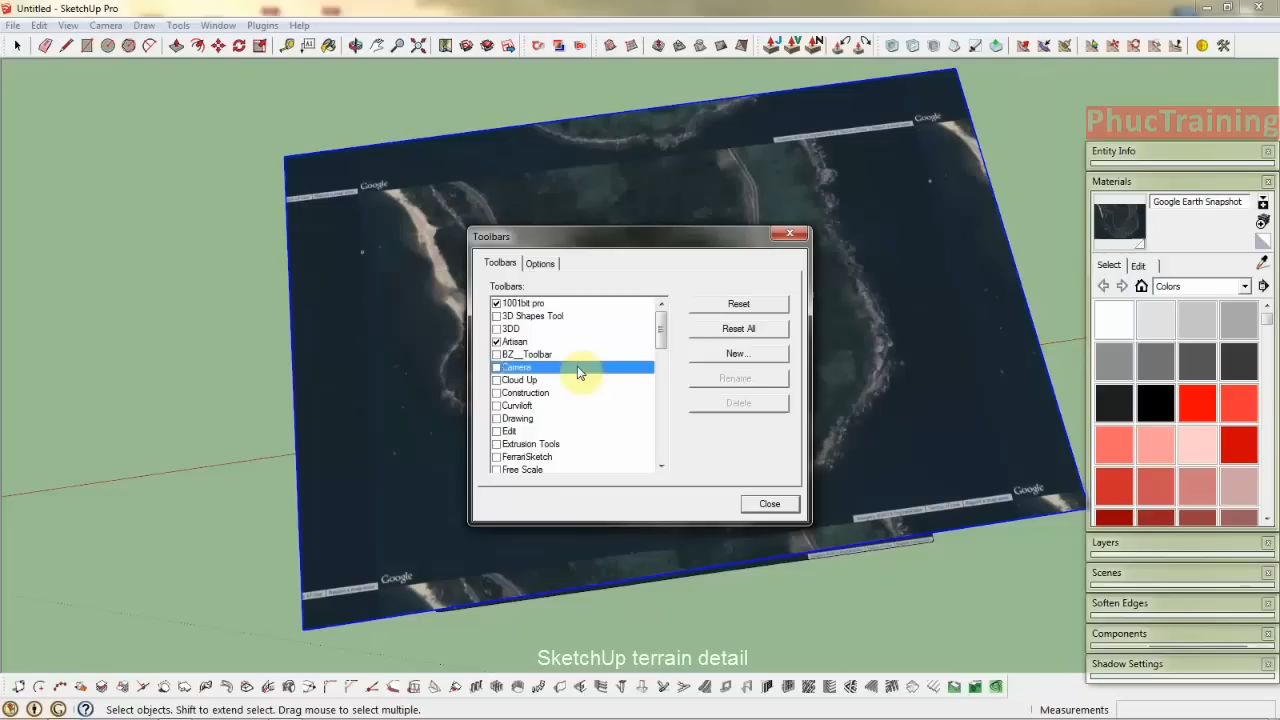 Untitled - SketchUp Pro
File Edit View Camera Draw Tools Window Plugins Help
PhucTraining
Entity Info
Materials
Google Earth Snapshot
Select Edit
Colors
Layers
Scenes
Soften Edges
Components
Shadow Settings
Google
Google
Google
Google
Toolbars
Toolbars Options
Toolbars:
1001bit pro
3D Shapes Tool
3DD
Artisan
BZ__Toolbar
Camera
Cloud Up
Construction
Curviloft
Drawing
Edit
Extrusion Tools
FerrariSketch
Free Scale
Reset
Reset All
New...
Rename
Delete
Close
SketchUp terrain detail
Select objects. Shift to extend select. Drag mouse to select multiple.
Measurements